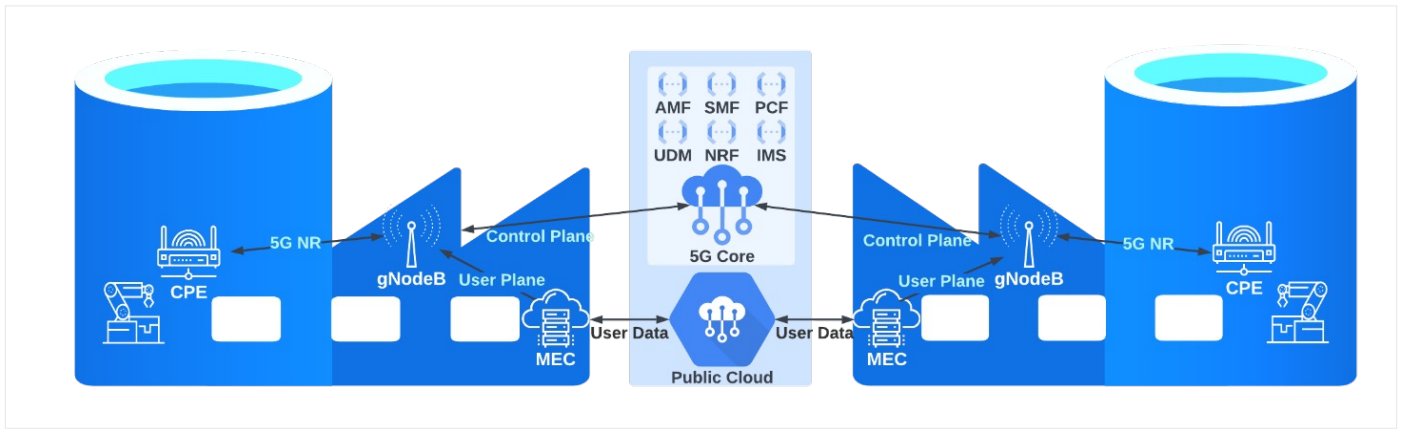 AMF SMF PCF
UDM NRF IMS
5G Core
Control Plane
Control Plane
5G NR
gNodeB
User Plane
CPE
MEC
User Data
Public Cloud
User Data
MEC
User Plane
gNodeB
5G NR
CPE